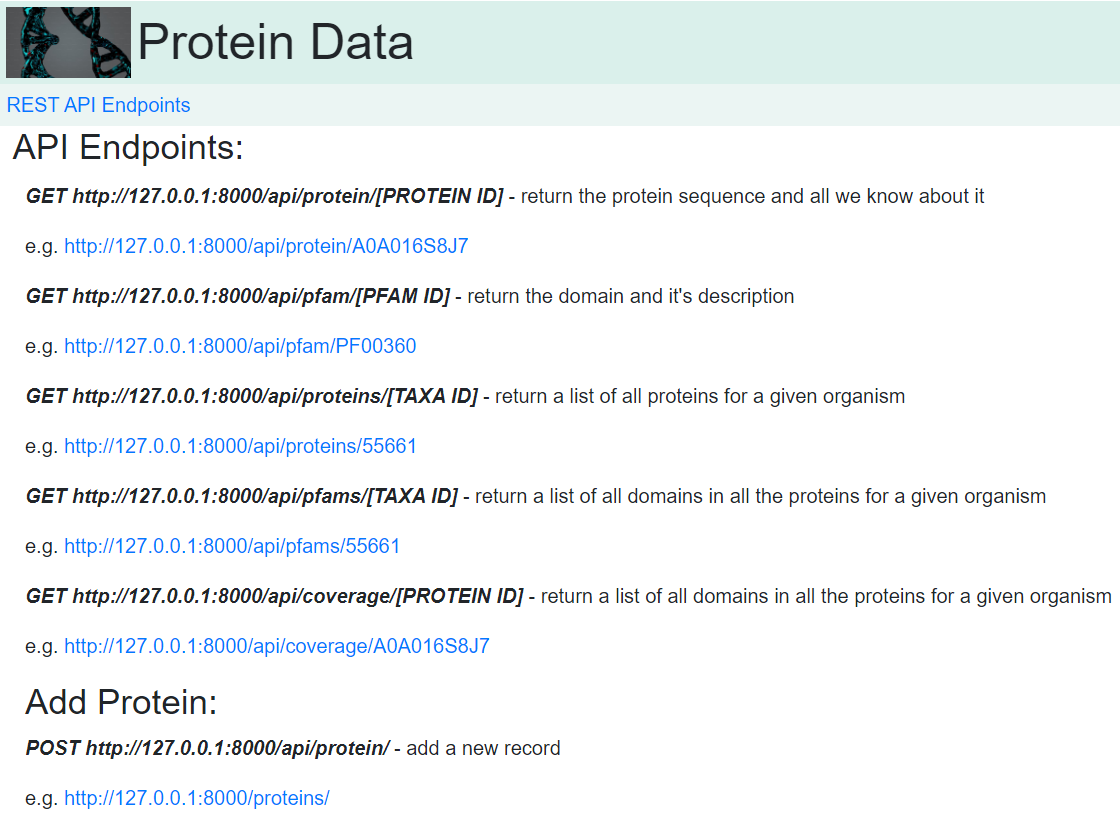 Protein Data
REST API Endpoints
API Endpoints:
GET http://127.0.0.1:8000/api/protein/[PROTEIN ID] - return the protein sequence and all we know about it
e.g. http://127.0.0.1:8000/api/protein/A0A016S8J7
GET http://127.0.0.1:8000/api/pfam/[PFAM ID] - return the domain and it's description
e.g. http://127.0.0.1:8000/api/pfam/PF00360
GET http://127.0.0.1:8000/api/proteins/[TAXA ID] - return a list of all proteins for a given organism
e.g. http://127.0.0.1:8000/api/proteins/55661
GET http://127.0.0.1:8000/api/pfams/[TAXA ID] - return a list of all domains in all the proteins for a given organism
e.g. http://127.0.0.1:8000/api/pfams/55661
GET http://127.0.0.1:8000/api/coverage/[PROTEIN ID] - return a list of all domains in all the proteins for a given organism
e.g. http://127.0.0.1:8000/api/coverage/A0A016S8J7
Add Protein:
POST http://127.0.0.1:8000/api/protein/ - add a new record
e.g. http://127.0.0.1:8000/proteins/